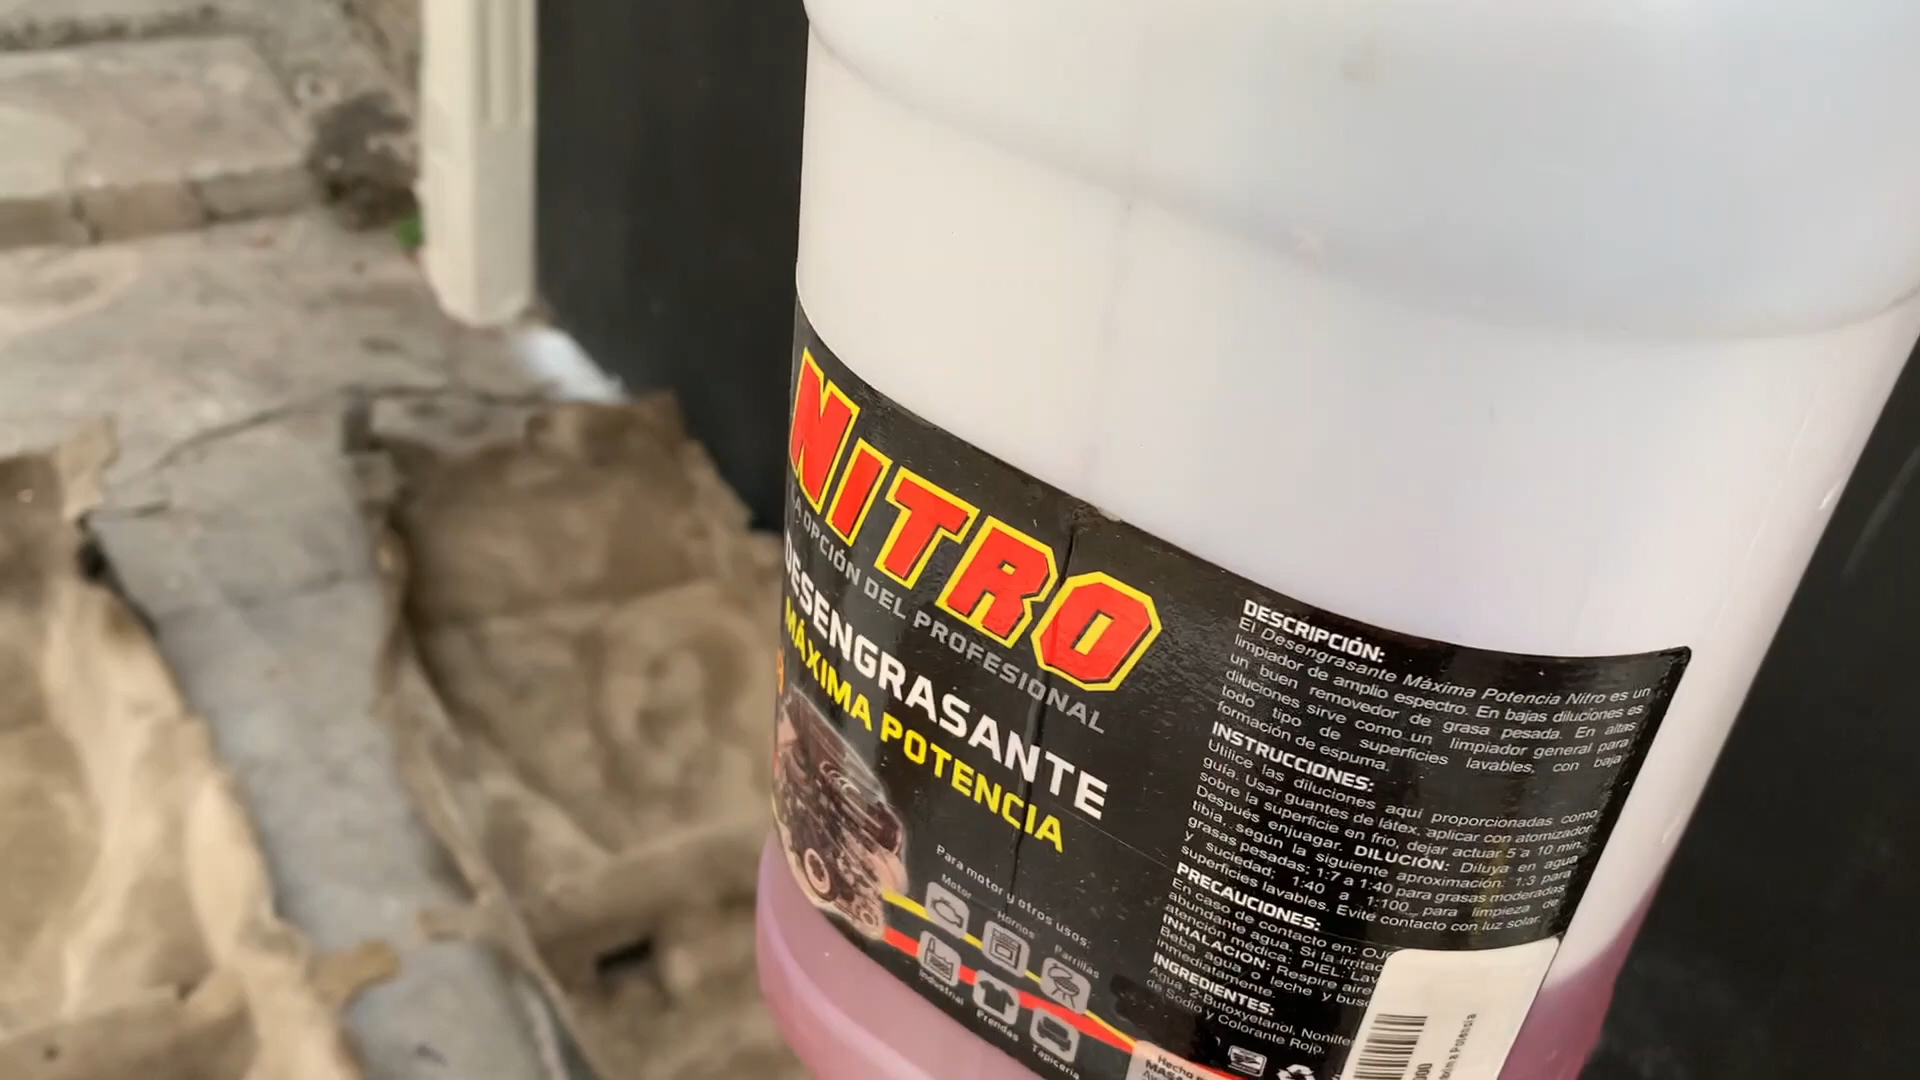 NITRO
LA OPCIÓN DEL PROFESIONAL
DESENGRASANTE
MÁXIMA POTENCIA
Para motor y otros usos:
Motor
Hornos
Parrillas
Industrial
Prendas
Tapicería
DESCRIPCIÓN:
El Desengrasante Máxima Potencia Nitro es un
limpiador de amplio espectro. En bajas diluciones es
un buen removedor de grasa pesada. En altas
diluciones sirve como un limpiador general para
todo tipo de superficies lavables, con baja
formación de espuma.
INSTRUCCIONES:
Utilice las diluciones aquí proporcionadas como
guía. Usar guantes de látex, aplicar con atomizador
sobre la superficie en frío, dejar actuar 5 a 10 min.
Después enjuagar. DILUCIÓN: Diluya en agua
tibia según la siguiente aproximación: 1:3 para
grasas pesadas; 1:7 a 1:40 para grasas moderadas
y suciedad; 1:40 a 1:100 para limpieza de
superficies lavables. Evite contacto con luz solar.
PRECAUCIONES:
En caso de contacto en:
abundante agua. Si la
atención médica; PIEL:
INHALACIÓN: Respire aire
Beba agua o leche y
inmediatamente.
INGREDIENTES:
Agua, 2-Butoxyetanol,
de Sodio y Colorante Rojo.
Hecho